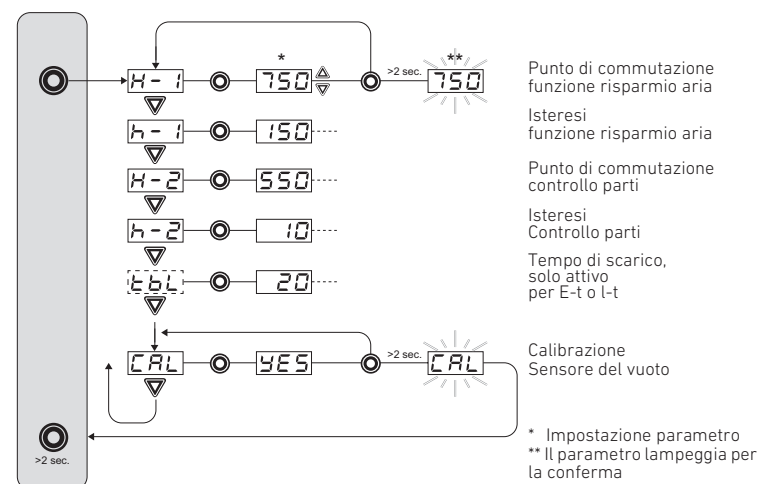 *
**
H-1
750
>2 sec.
750
Punto di commutazione
funzione risparmio aria
h-1
150
Isteresi
funzione risparmio aria
H-2
550
Punto di commutazione
controllo parti
h-2
10
Isteresi
Controllo parti
tbL
20
Tempo di scarico,
solo attivo
per E-t o l-t
CAL
YES
>2 sec.
CAL
Calibrazione
Sensore del vuoto
>2 sec.
* Impostazione parametro
** Il parametro lampeggia per
la conferma